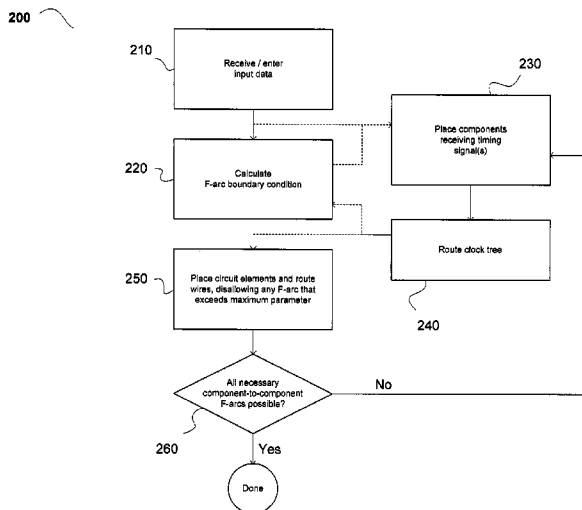 200
210
Receive / enter
input data
230
Place components
receiving timing
signal(s)
220
Calculate
F-arc boundary condition
Route clock tree
240
250
Place circuit elements and route
wires, disallowing any F-arc that
exceeds maximum parameter
All necessary
component-to-component
F-arcs possible?
No
260
Yes
Done